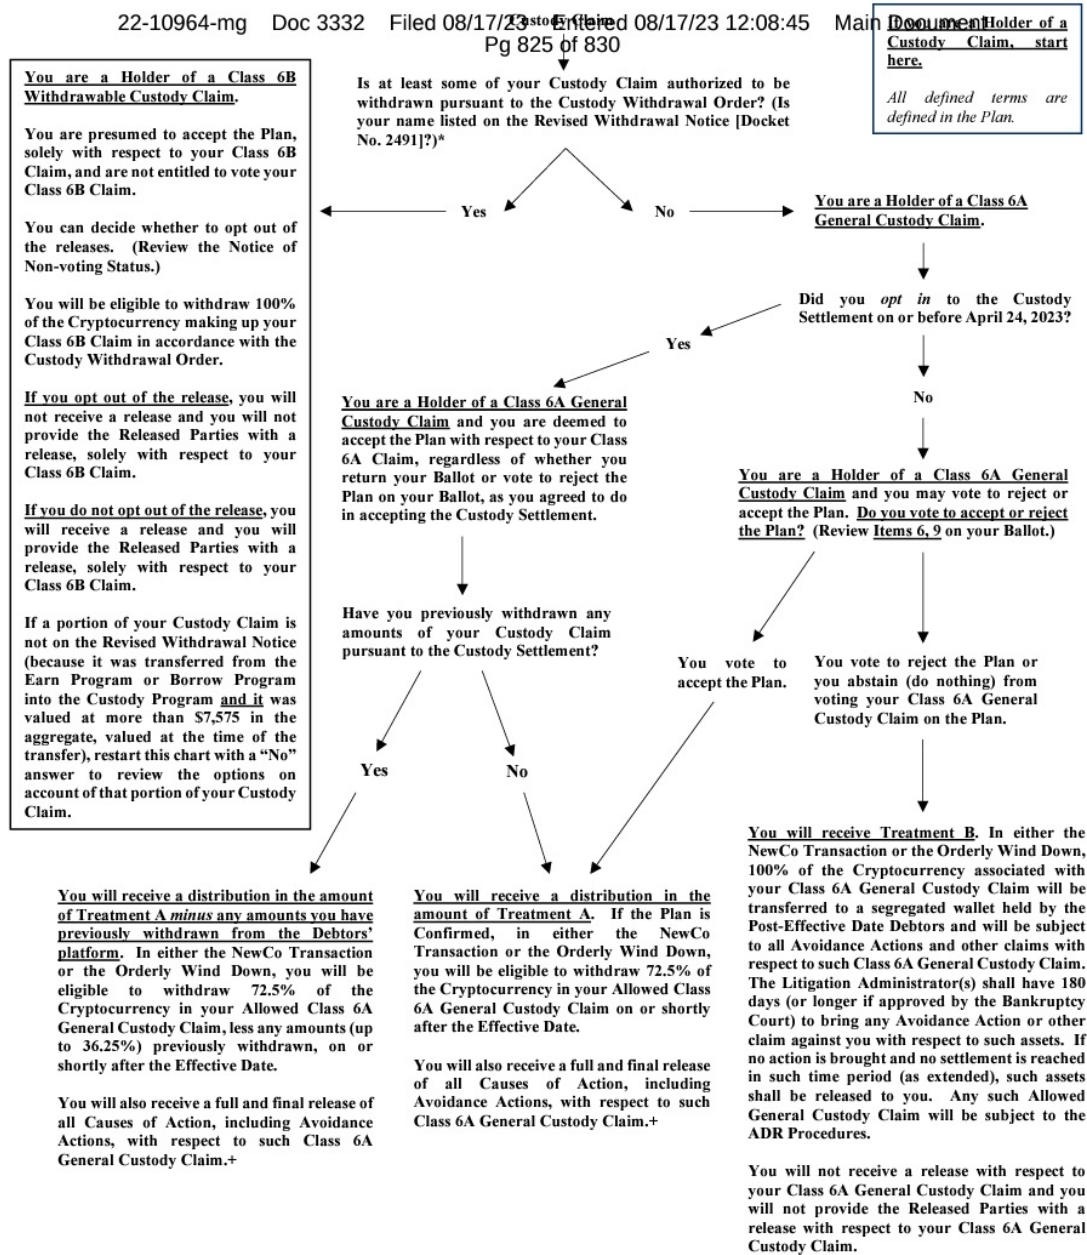 22-10964-mg Doc 3332 Filed 08/17/23 Entered 08/17/23 12:08:45 Main Document
Pg 825 of 830
Custody Claim
If you are a Holder of a
Custody Claim, start
here.
All defined terms are
defined in the Plan.
You are a Holder of a Class 6B
Withdrawable Custody Claim.
You are presumed to accept the Plan,
solely with respect to your Class 6B
Claim, and are not entitled to vote your
Class 6B Claim.
You can decide whether to opt out of
the releases. (Review the Notice of
Non-voting Status.)
You will be eligible to withdraw 100%
of the Cryptocurrency making up your
Class 6B Claim in accordance with the
Custody Withdrawal Order.
If you opt out of the release, you will
not receive a release and you will not
provide the Released Parties with a
release, solely with respect to your
Class 6B Claim.
If you do not opt out of the release, you
will receive a release and you will
provide the Released Parties with a
release, solely with respect to your
Class 6B Claim.
If a portion of your Custody Claim is
not on the Revised Withdrawal Notice
(because it was transferred from the
Earn Program or Borrow Program
into the Custody Program and it was
valued at more than $7,575 in the
aggregate, valued at the time of the
transfer), restart this chart with a “No”
answer to review the options on
account of that portion of your Custody
Claim.
Is at least some of your Custody Claim authorized to be
withdrawn pursuant to the Custody Withdrawal Order? (Is
your name listed on the Revised Withdrawal Notice [Docket
No. 2491]?)*
Yes
No
You are a Holder of a Class 6A
General Custody Claim.
Did you opt in to the Custody
Settlement on or before April 24, 2023?
Yes
No
You are a Holder of a Class 6A General
Custody Claim and you are deemed to
accept the Plan with respect to your Class
6A Claim, regardless of whether you
return your Ballot or vote to reject the
Plan on your Ballot, as you agreed to do
in accepting the Custody Settlement.
You are a Holder of a Class 6A General
Custody Claim and you may vote to reject or
accept the Plan. Do you vote to accept or reject
the Plan? (Review Items 6, 9 on your Ballot.)
Have you previously withdrawn any
amounts of your Custody Claim
pursuant to the Custody Settlement?
You vote to
accept the Plan.
You vote to reject the Plan or
you abstain (do nothing) from
voting your Class 6A General
Custody Claim on the Plan.
Yes
No
You will receive a distribution in the amount
of Treatment A minus any amounts you have
previously withdrawn from the Debtors’
platform. In either the NewCo Transaction
or the Orderly Wind Down, you will be
eligible to withdraw 72.5% of the
Cryptocurrency in your Allowed Class 6A
General Custody Claim, less any amounts (up
to 36.25%) previously withdrawn, on or
shortly after the Effective Date.
You will also receive a full and final release of
all Causes of Action, including Avoidance
Actions, with respect to such Class 6A
General Custody Claim.+
You will receive a distribution in the
amount of Treatment A. If the Plan is
Confirmed, in either the NewCo
Transaction or the Orderly Wind Down,
you will be eligible to withdraw 72.5% of
the Cryptocurrency in your Allowed Class
6A General Custody Claim on or shortly
after the Effective Date.
You will also receive a full and final release
of all Causes of Action, including
Avoidance Actions, with respect to such
Class 6A General Custody Claim.+
You will receive Treatment B. In either the
NewCo Transaction or the Orderly Wind Down,
100% of the Cryptocurrency associated with
your Class 6A General Custody Claim will be
transferred to a segregated wallet held by the
Post-Effective Date Debtors and will be subject
to all Avoidance Actions and other claims with
respect to such Class 6A General Custody Claim.
The Litigation Administrator(s) shall have 180
days (or longer if approved by the Bankruptcy
Court) to bring any Avoidance Action or other
claim against you with respect to such assets. If
no action is brought and no settlement is reached
in such time period (as extended), such assets
shall be released to you. Any such Allowed
General Custody Claim will be subject to the
ADR Procedures.
You will not receive a release with respect to
your Class 6A General Custody Claim and you
will not provide the Released Parties with a
release with respect to your Class 6A General
Custody Claim.